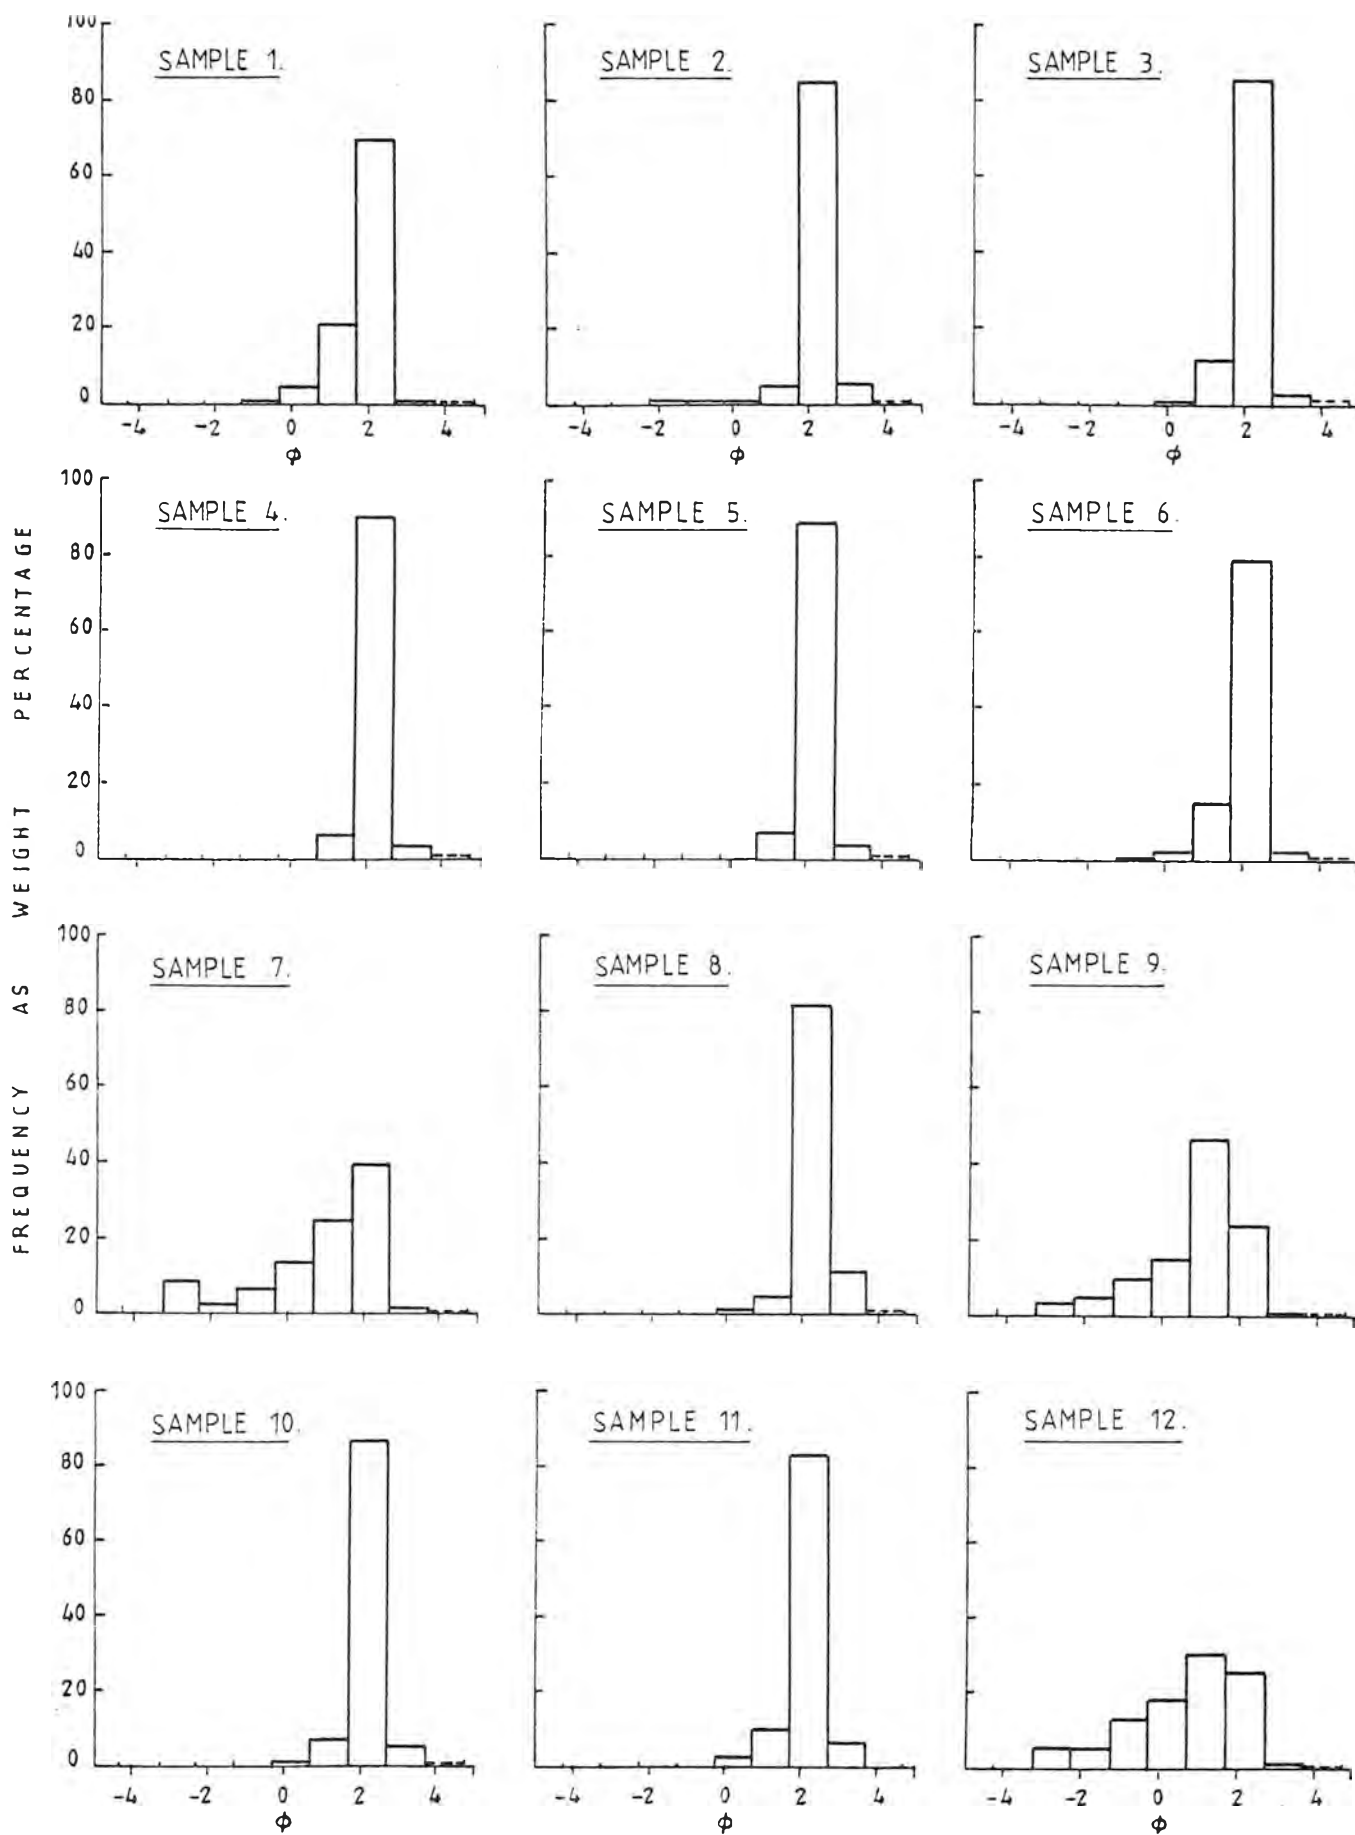 FREQUENCY AS WEIGHT PERCENTAGE
SAMPLE 1.
SAMPLE 2.
SAMPLE 3.
100
80
60
40
20
0
-4 -2 0 2 4
ϕ
-4 -2 0 2 4
ϕ
-4 -2 0 2 4
ϕ
SAMPLE 4.
SAMPLE 5.
SAMPLE 6.
100
80
60
40
20
0
SAMPLE 7.
SAMPLE 8.
SAMPLE 9.
100
80
60
40
20
0
SAMPLE 10.
SAMPLE 11.
SAMPLE 12.
100
80
60
40
20
0
-4 -2 0 2 4
ϕ
-4 -2 0 2 4
ϕ
-4 -2 0 2 4
ϕ